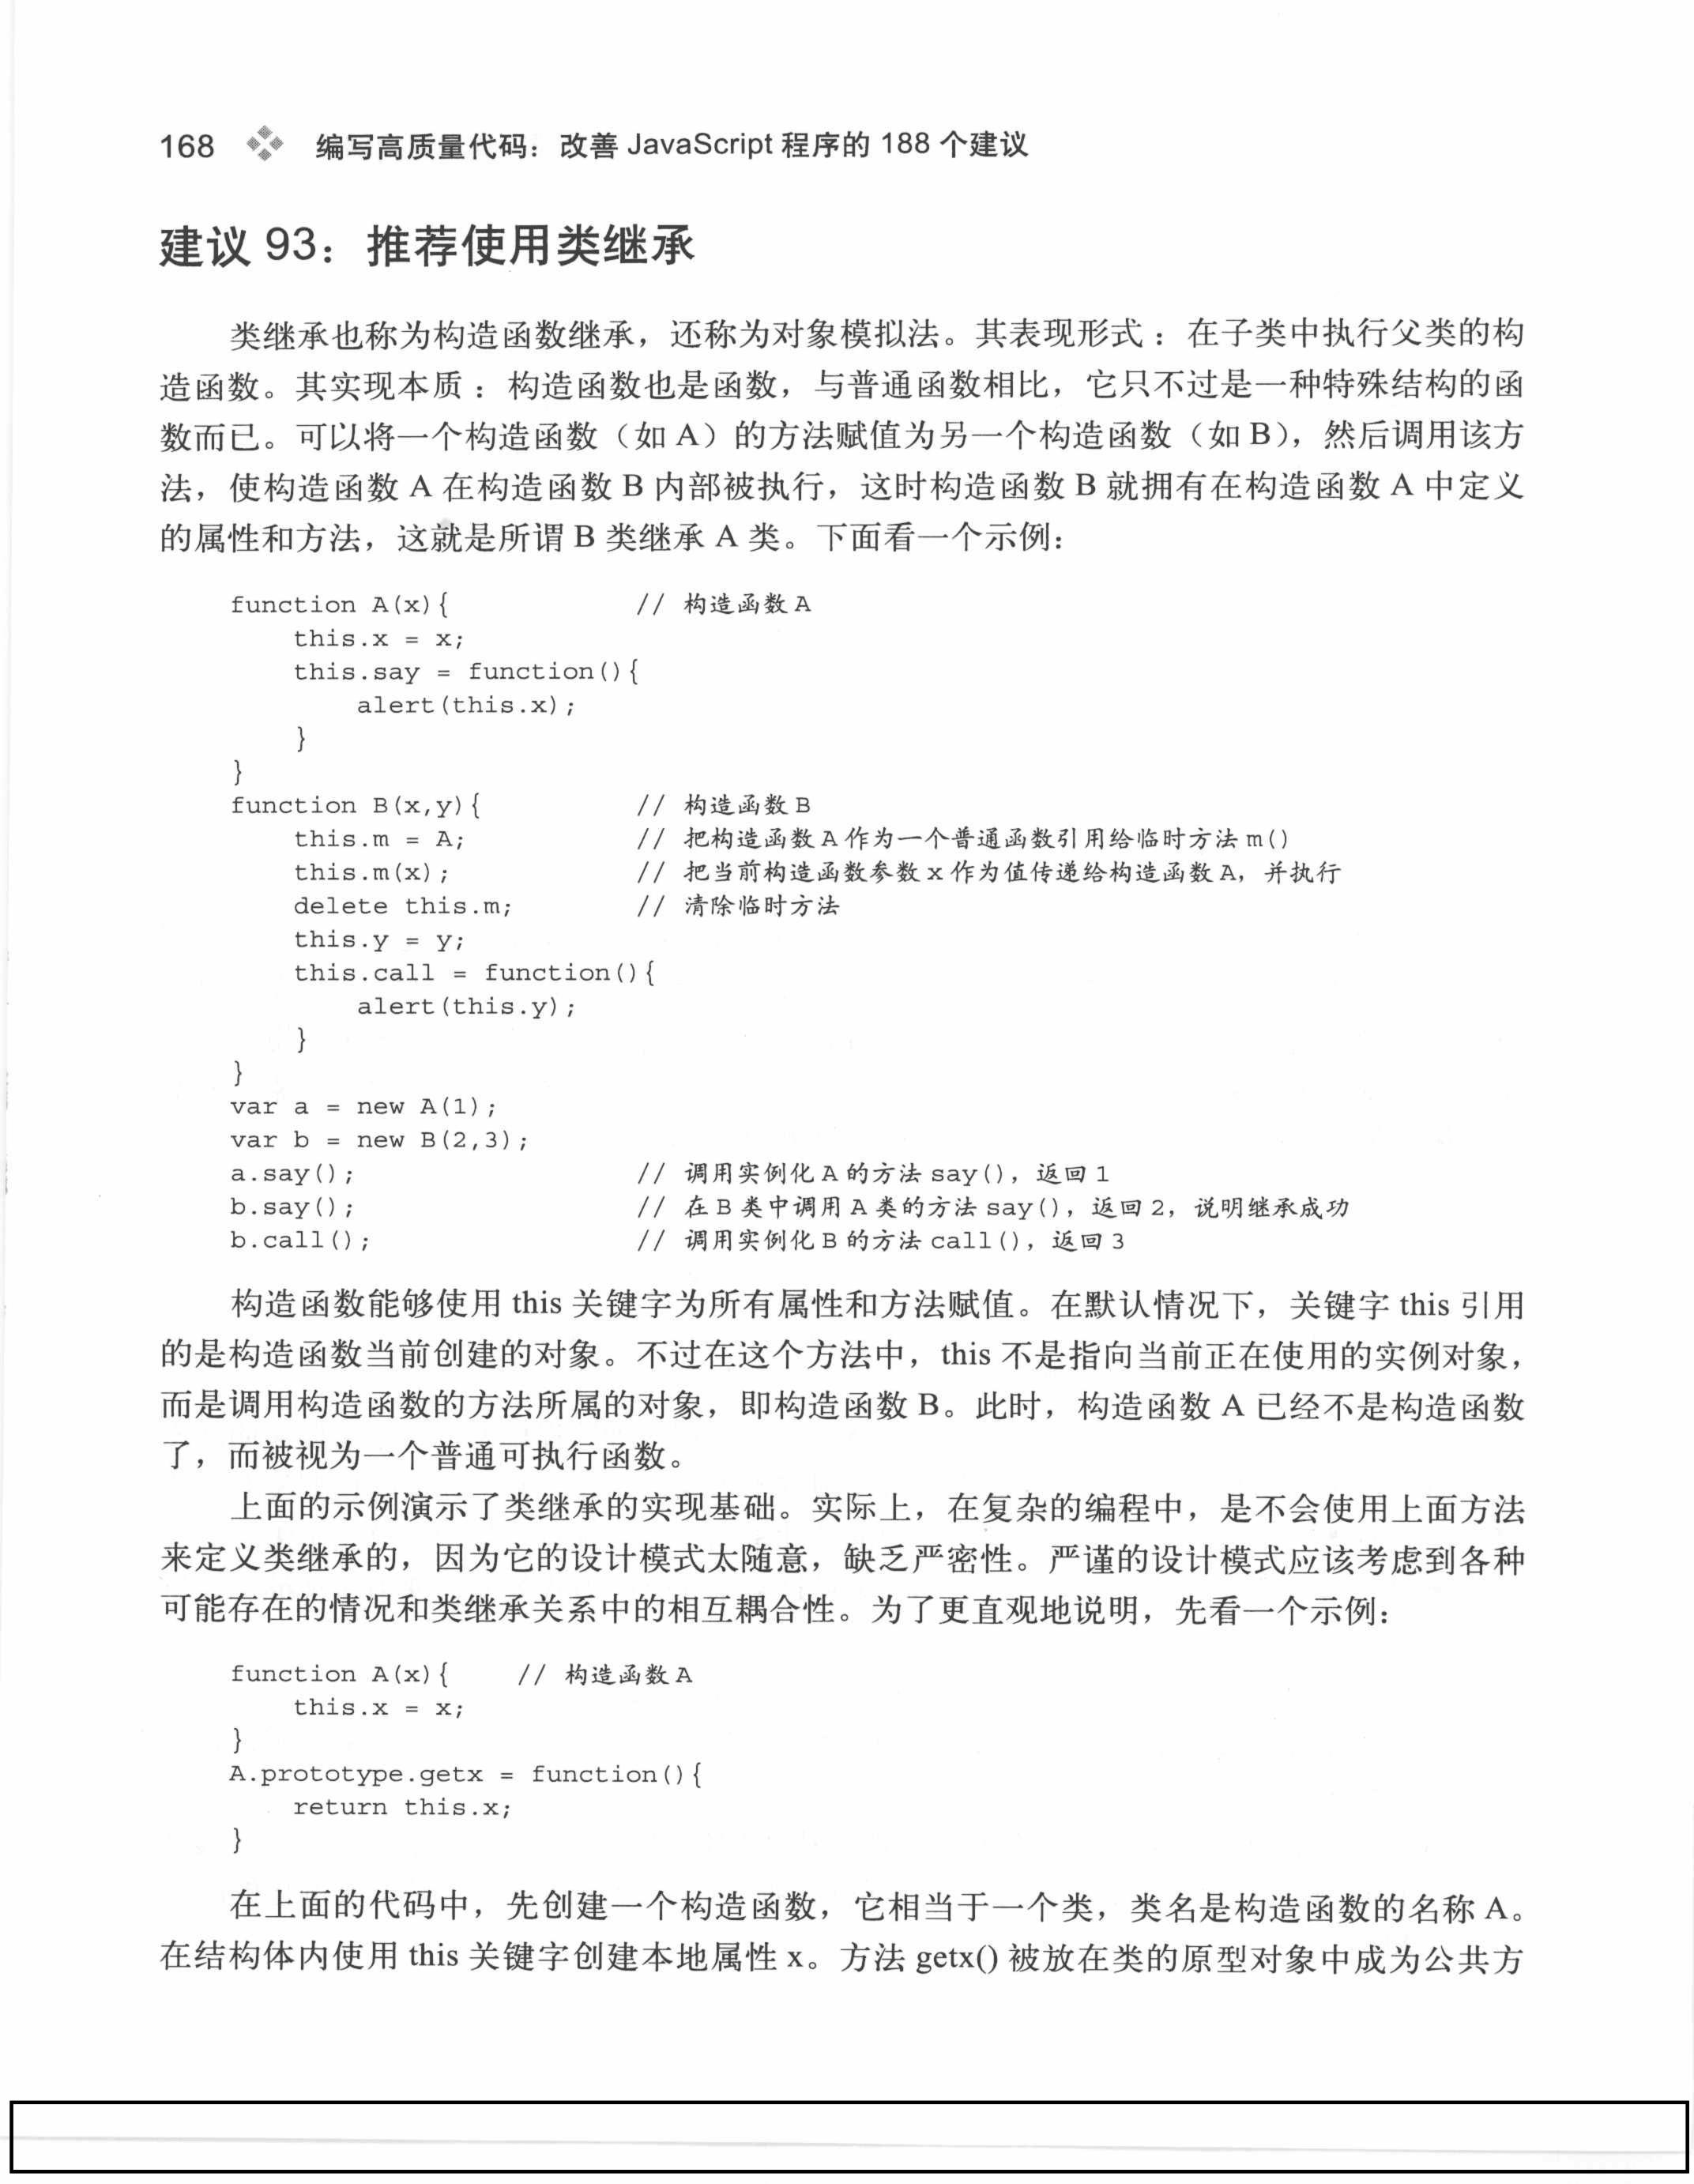 168 编写高质量代码：改善 JavaScript 程序的 188 个建议
建议 93：推荐使用类继承
类继承也称为构造函数继承，还称为对象模拟法。其表现形式：在子类中执行父类的构
造函数。其实现本质：构造函数也是函数，与普通函数相比，它只不过是一种特殊结构的函
数而已。可以将一个构造函数（如 A）的方法赋值为另一个构造函数（如 B），然后调用该方
法，使构造函数 A 在构造函数 B 内部被执行，这时构造函数 B 就拥有在构造函数 A 中定义
的属性和方法，这就是所谓 B 类继承 A 类。下面看一个示例：
function A(x){ // 构造函数 A
this.x = x;
this.say = function(){
alert(this.x);
}
}
function B(x,y){ // 构造函数 B
this.m = A; // 把构造函数 A 作为一个普通函数引用给临时方法 m()
this.m(x); // 把当前构造函数参数 x 作为值传递给构造函数 A，并执行
delete this.m; // 清除临时方法
this.y = y;
this.call = function(){
alert(this.y);
}
}
var a = new A(1);
var b = new B(2,3);
a.say(); // 调用实例化 A 的方法 say()，返回 1
b.say(); // 在 B 类中调用 A 类的方法 say()，返回 2，说明继承成功
b.call(); // 调用实例化 B 的方法 call()，返回 3
构造函数能够使用 this 关键字为所有属性和方法赋值。在默认情况下，关键字 this 引用
的是构造函数当前创建的对象。不过在这个方法中，this 不是指向当前正在使用的实例对象，
而是调用构造函数的方法所属的对象，即构造函数 B。此时，构造函数 A 已经不是构造函数
了，而被视为一个普通可执行函数。
上面的示例演示了类继承的实现基础。实际上，在复杂的编程中，是不会使用上面方法
来定义类继承的，因为它的设计模式太随意，缺乏严密性。严谨的设计模式应该考虑到各种
可能存在的情况和类继承关系中的相互耦合性。为了更直观地说明，先看一个示例：
function A(x){ // 构造函数 A
this.x = x;
}
A.prototype.getx = function(){
return this.x;
}
在上面的代码中，先创建一个构造函数，它相当于一个类，类名是构造函数的名称 A。
在结构体内使用 this 关键字创建本地属性 x。方法 getx() 被放在类的原型对象中成为公共方